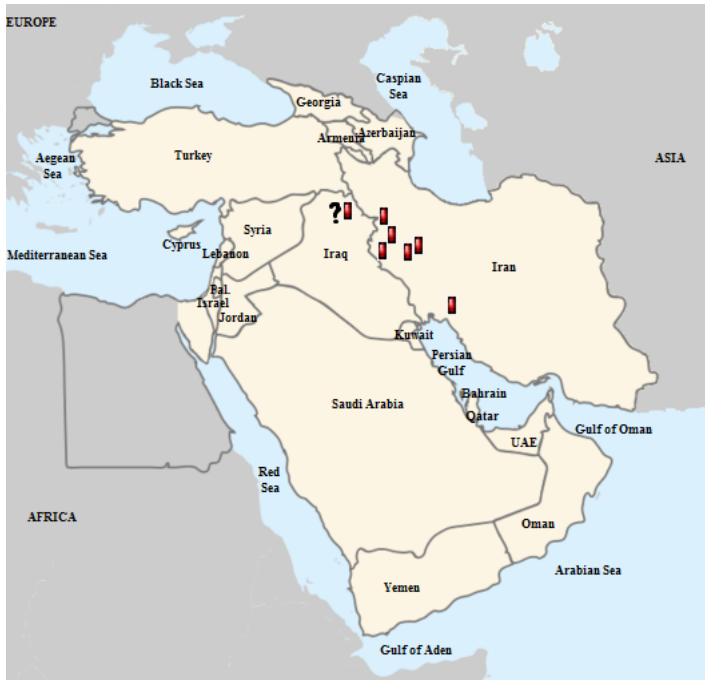 EUROPE
Black Sea
Caspian
Sea
Georgia
Armenia
Azerbaijan
Aegean
Sea
Turkey
ASIA
Mediterranean Sea
Cyprus
Syria
?
Lebanon
Iraq
Iran
Pal.
Israel
Jordan
Kuwait
Persian
Gulf
Bahrain
Qatar
Saudi Arabia
Gulf of Oman
UAE
Red
Sea
AFRICA
Oman
Arabian Sea
Yemen
Gulf of Aden